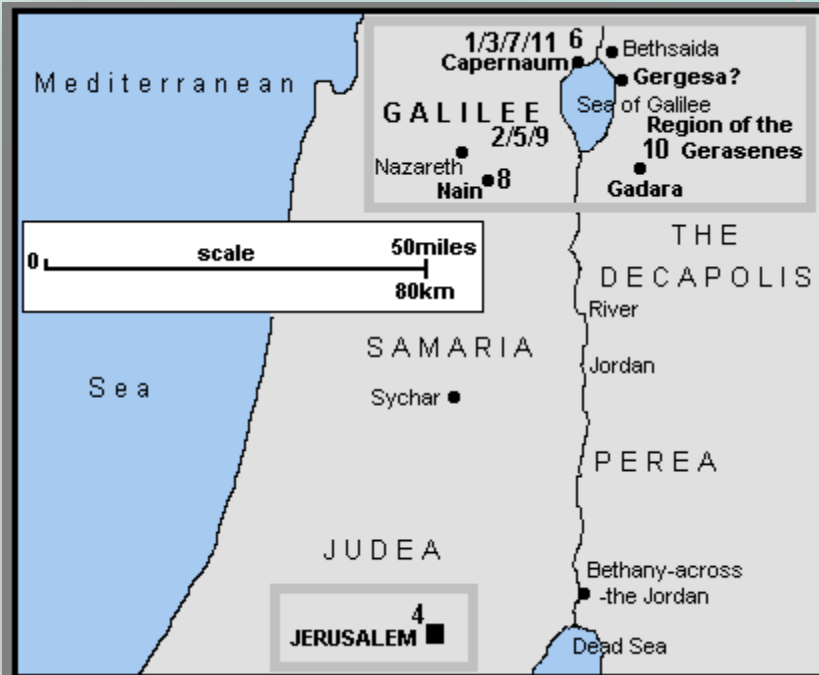 1/3/7/11 6
Capernaum
Bethsaida
Gergesa?
Mediterranean
Sea of Galilee
GALILEE
2/5/9
Region of the
10 Gerasenes
Nazareth
Nain 8
Gadara
THE
DECAPOLIS
0 scale 50miles
80km
River
SAMARIA
Jordan
Sea
Sychar
PEREA
JUDEA
Bethany-across
-the Jordan
4
JERUSALEM
Dead Sea